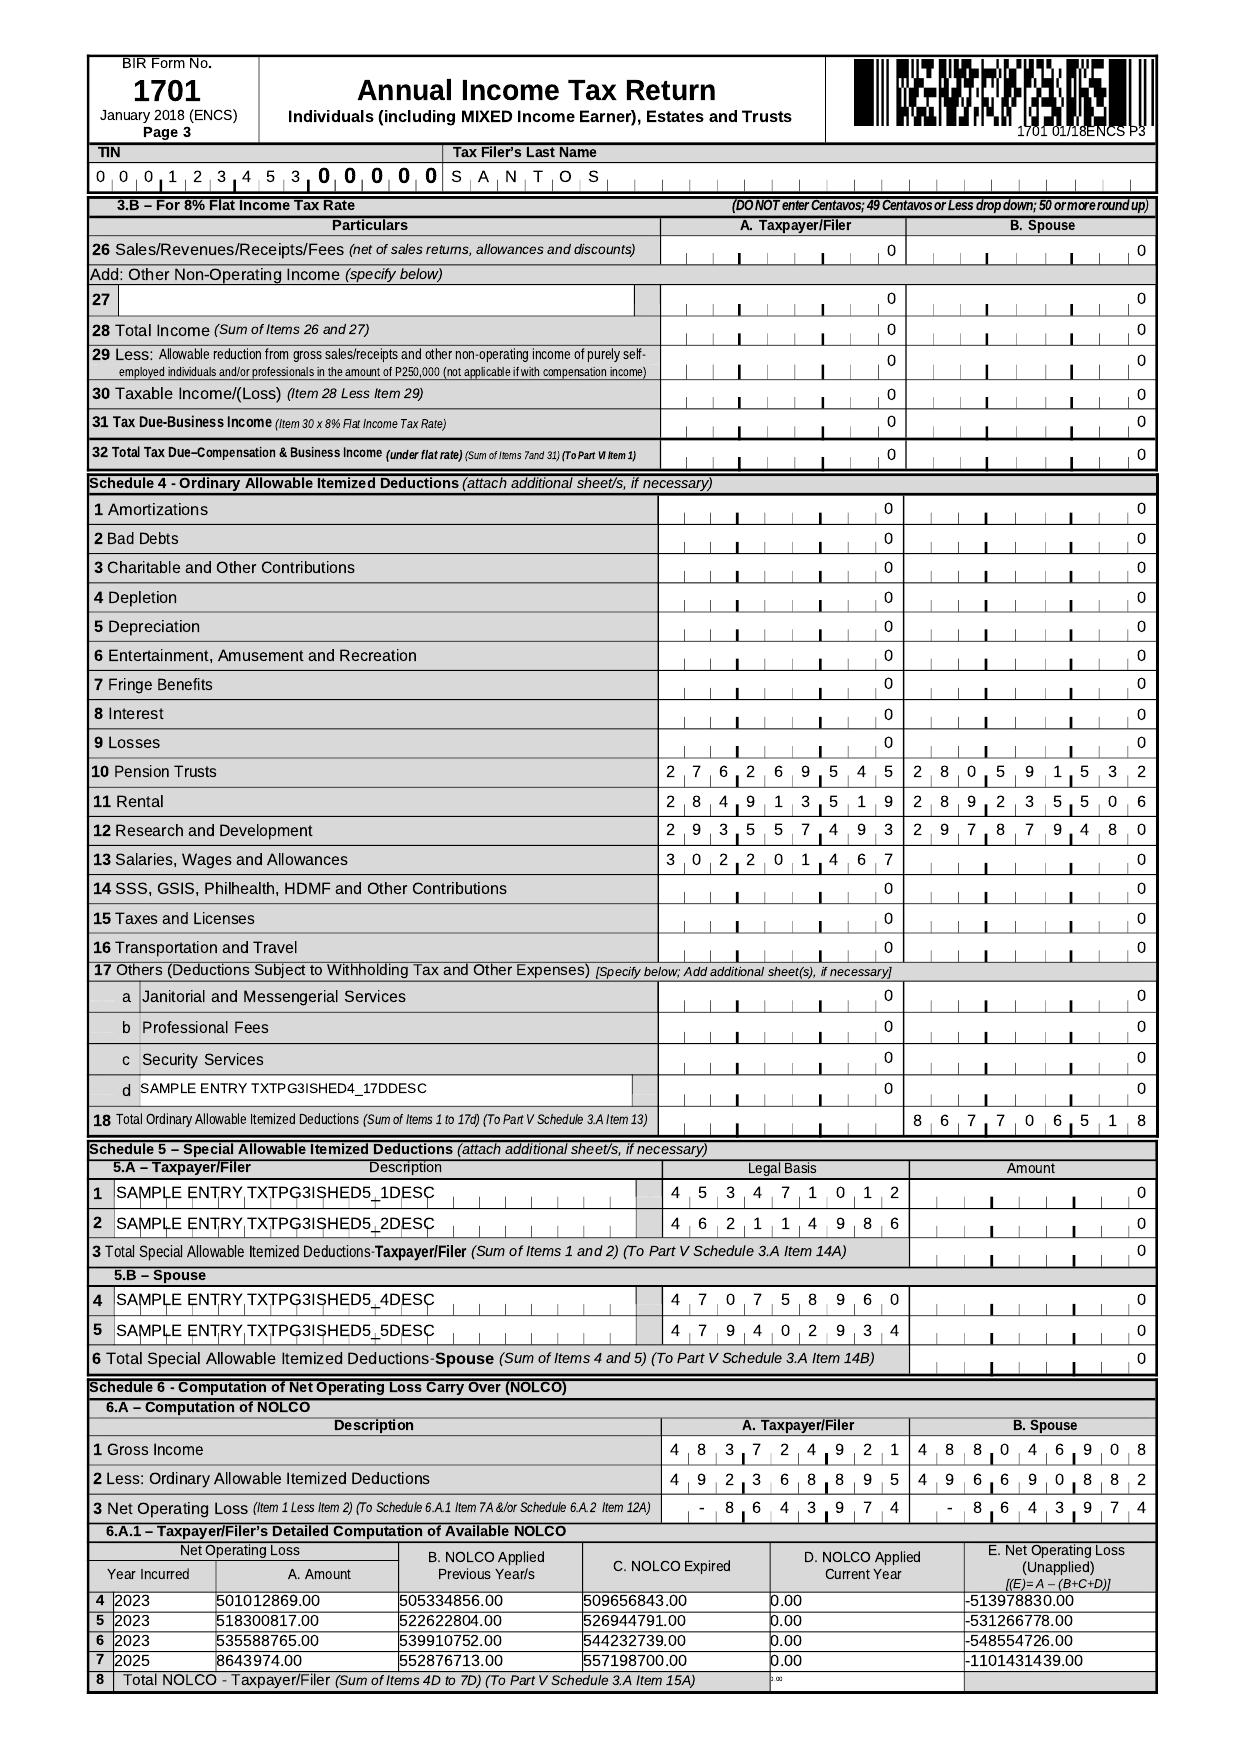 BIR Form No.
1701
January 2018 (ENCS)
Page 3
Annual Income Tax Return
Individuals (including MIXED Income Earner), Estates and Trusts
1701 01/18ENCS P3
TIN Tax Filer's Last Name
0 0 0 1 2 3 4 5 3 0 0 0 0 0 S A N T O S
3.B – For 8% Flat Income Tax Rate (DO NOT enter Centavos; 49 Centavos or Less drop down; 50 or more round up)
Particulars A. Taxpayer/Filer B. Spouse
26 Sales/Revenues/Receipts/Fees (net of sales returns, allowances and discounts) 0 0
Add: Other Non-Operating Income (specify below)
27 0 0
28 Total Income (Sum of Items 26 and 27) 0 0
29 Less: Allowable reduction from gross sales/receipts and other non-operating income of purely self-
employed individuals and/or professionals in the amount of P250,000 (not applicable if with compensation income) 0 0
30 Taxable Income/(Loss) (Item 28 Less Item 29) 0 0
31 Tax Due-Business Income (Item 30 x 8% Flat Income Tax Rate) 0 0
32 Total Tax Due–Compensation & Business Income (under flat rate) (Sum of Items 7and 31) (To Part VI Item 1) 0 0
Schedule 4 - Ordinary Allowable Itemized Deductions (attach additional sheet/s, if necessary)
1 Amortizations 0 0
2 Bad Debts 0 0
3 Charitable and Other Contributions 0 0
4 Depletion 0 0
5 Depreciation 0 0
6 Entertainment, Amusement and Recreation 0 0
7 Fringe Benefits 0 0
8 Interest 0 0
9 Losses 0 0
10 Pension Trusts 2 7 6 2 6 9 5 4 5 2 8 0 5 9 1 5 3 2
11 Rental 2 8 4 9 1 3 5 1 9 2 8 9 2 3 5 5 0 6
12 Research and Development 2 9 3 5 5 7 4 9 3 2 9 7 8 7 9 4 8 0
13 Salaries, Wages and Allowances 3 0 2 2 0 1 4 6 7 0
14 SSS, GSIS, Philhealth, HDMF and Other Contributions 0 0
15 Taxes and Licenses 0 0
16 Transportation and Travel 0 0
17 Others (Deductions Subject to Withholding Tax and Other Expenses) [Specify below; Add additional sheet(s), if necessary]
a Janitorial and Messengerial Services 0 0
b Professional Fees 0 0
c Security Services 0 0
d SAMPLE ENTRY TXTPG3ISHED4_17DDESC 0 0
18 Total Ordinary Allowable Itemized Deductions (Sum of Items 1 to 17d) (To Part V Schedule 3.A Item 13) 8 6 7 7 0 6 5 1 8
Schedule 5 – Special Allowable Itemized Deductions (attach additional sheet/s, if necessary)
5.A – Taxpayer/Filer Description Legal Basis Amount
1 SAMPLE ENTRY TXTPG3ISHED5_1DESC 4 5 3 4 7 1 0 1 2 0
2 SAMPLE ENTRY TXTPG3ISHED5_2DESC 4 6 2 1 1 4 9 8 6 0
3 Total Special Allowable Itemized Deductions-Taxpayer/Filer (Sum of Items 1 and 2) (To Part V Schedule 3.A Item 14A) 0
5.B – Spouse
4 SAMPLE ENTRY TXTPG3ISHED5_4DESC 4 7 0 7 5 8 9 6 0 0
5 SAMPLE ENTRY TXTPG3ISHED5_5DESC 4 7 9 4 0 2 9 3 4 0
6 Total Special Allowable Itemized Deductions-Spouse (Sum of Items 4 and 5) (To Part V Schedule 3.A Item 14B) 0
Schedule 6 - Computation of Net Operating Loss Carry Over (NOLCO)
6.A – Computation of NOLCO
Description A. Taxpayer/Filer B. Spouse
1 Gross Income 4 8 3 7 2 4 9 2 1 4 8 8 0 4 6 9 0 8
2 Less: Ordinary Allowable Itemized Deductions 4 9 2 3 6 8 8 9 5 4 9 6 6 9 0 8 8 2
3 Net Operating Loss (Item 1 Less Item 2) (To Schedule 6.A.1 Item 7A &/or Schedule 6.A.2 Item 12A) - 8 6 4 3 9 7 4 - 8 6 4 3 9 7 4
6.A.1 – Taxpayer/Filer's Detailed Computation of Available NOLCO
Net Operating Loss B. NOLCO Applied Previous Year/s C. NOLCO Expired D. NOLCO Applied Current Year E. Net Operating Loss (Unapplied)
Year Incurred A. Amount [(E)= A – (B+C+D)]
4 2023 501012869.00 505334856.00 509656843.00 0.00 -513978830.00
5 2023 518300817.00 522622804.00 526944791.00 0.00 -531266778.00
6 2023 535588765.00 539910752.00 544232739.00 0.00 -548554726.00
7 2025 8643974.00 552876713.00 557198700.00 0.00 -1101431439.00
8 Total NOLCO - Taxpayer/Filer (Sum of Items 4D to 7D) (To Part V Schedule 3.A Item 15A) 0.00